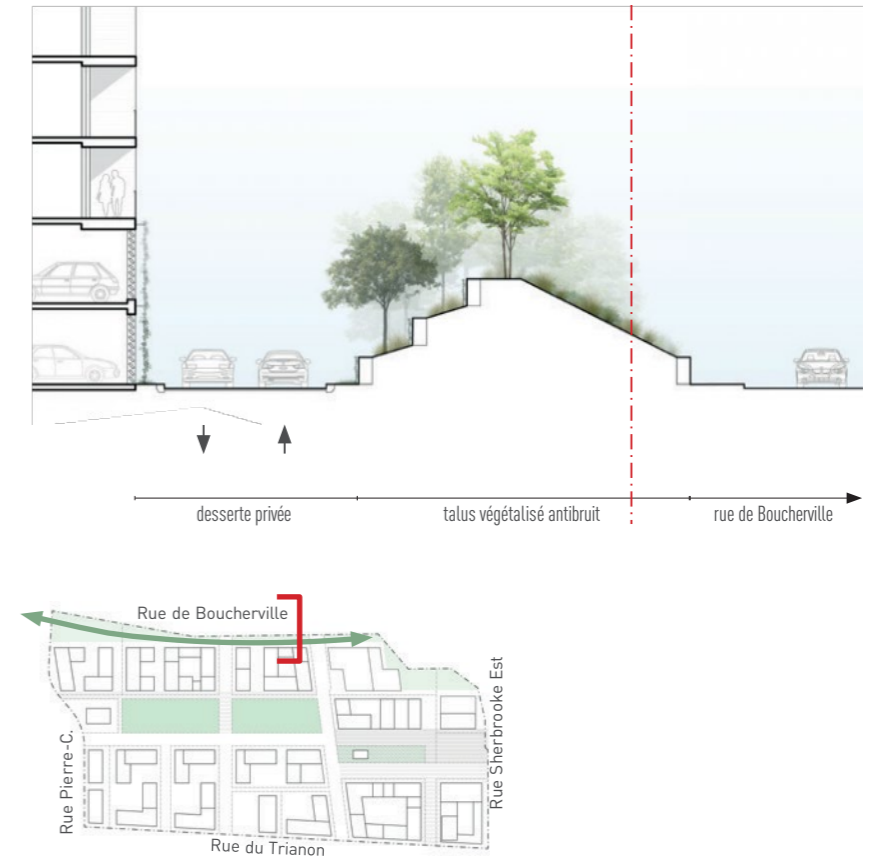 desserte privée
talus végétalisé antibruit
rue de Boucherville
Rue de Boucherville
Rue Pierre-C.
Rue Sherbrooke Est
Rue du Trianon